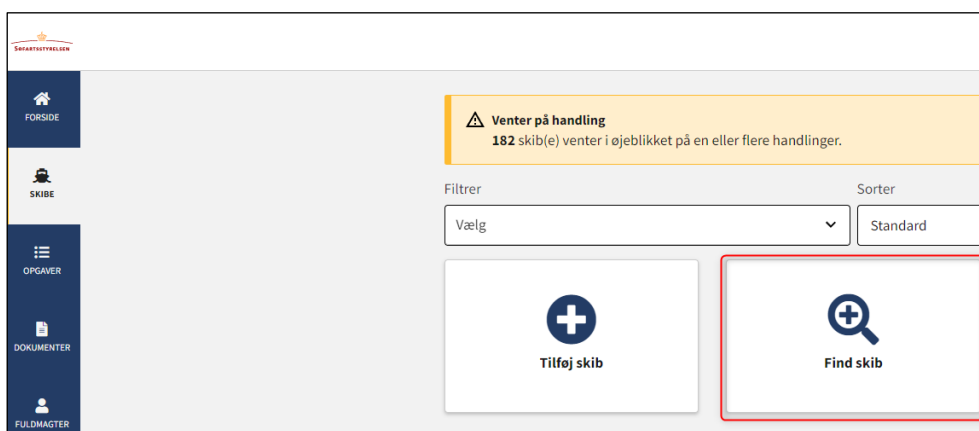 SØFARTSSTYRELSEN
FORSIDE
SKIBE
OPGAVER
DOKUMENTER
FULDMAGTER
Venter på handling
182 skib(e) venter i øjeblikket på en eller flere handlinger.
Filtrer
Sorter
Vælg
Standard
Tilføj skib
Find skib